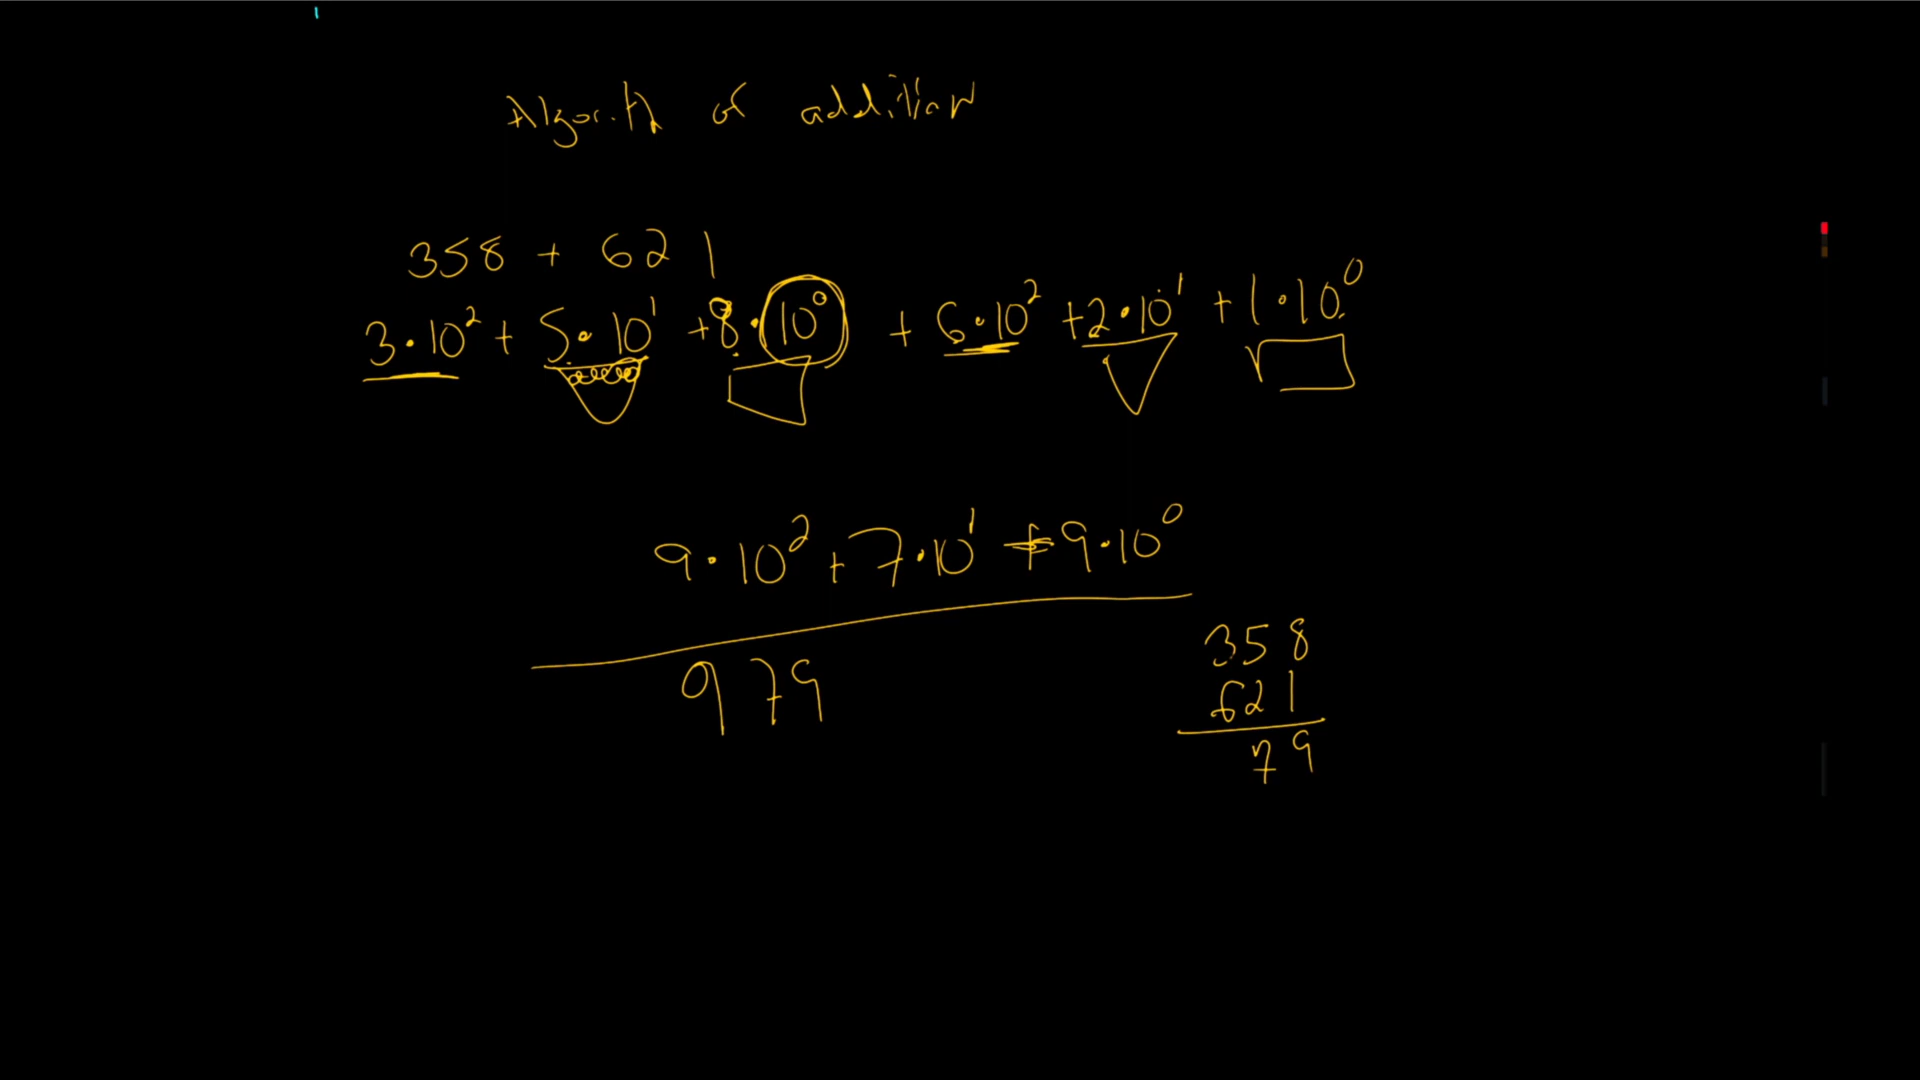 Algorith of addition
358 + 621
3·10² + 5·10¹ + 8·10⁰ + 6·10² + 2·10¹ + 1·10⁰
9·10² + 7·10¹ + 9·10⁰
979
358
621
79